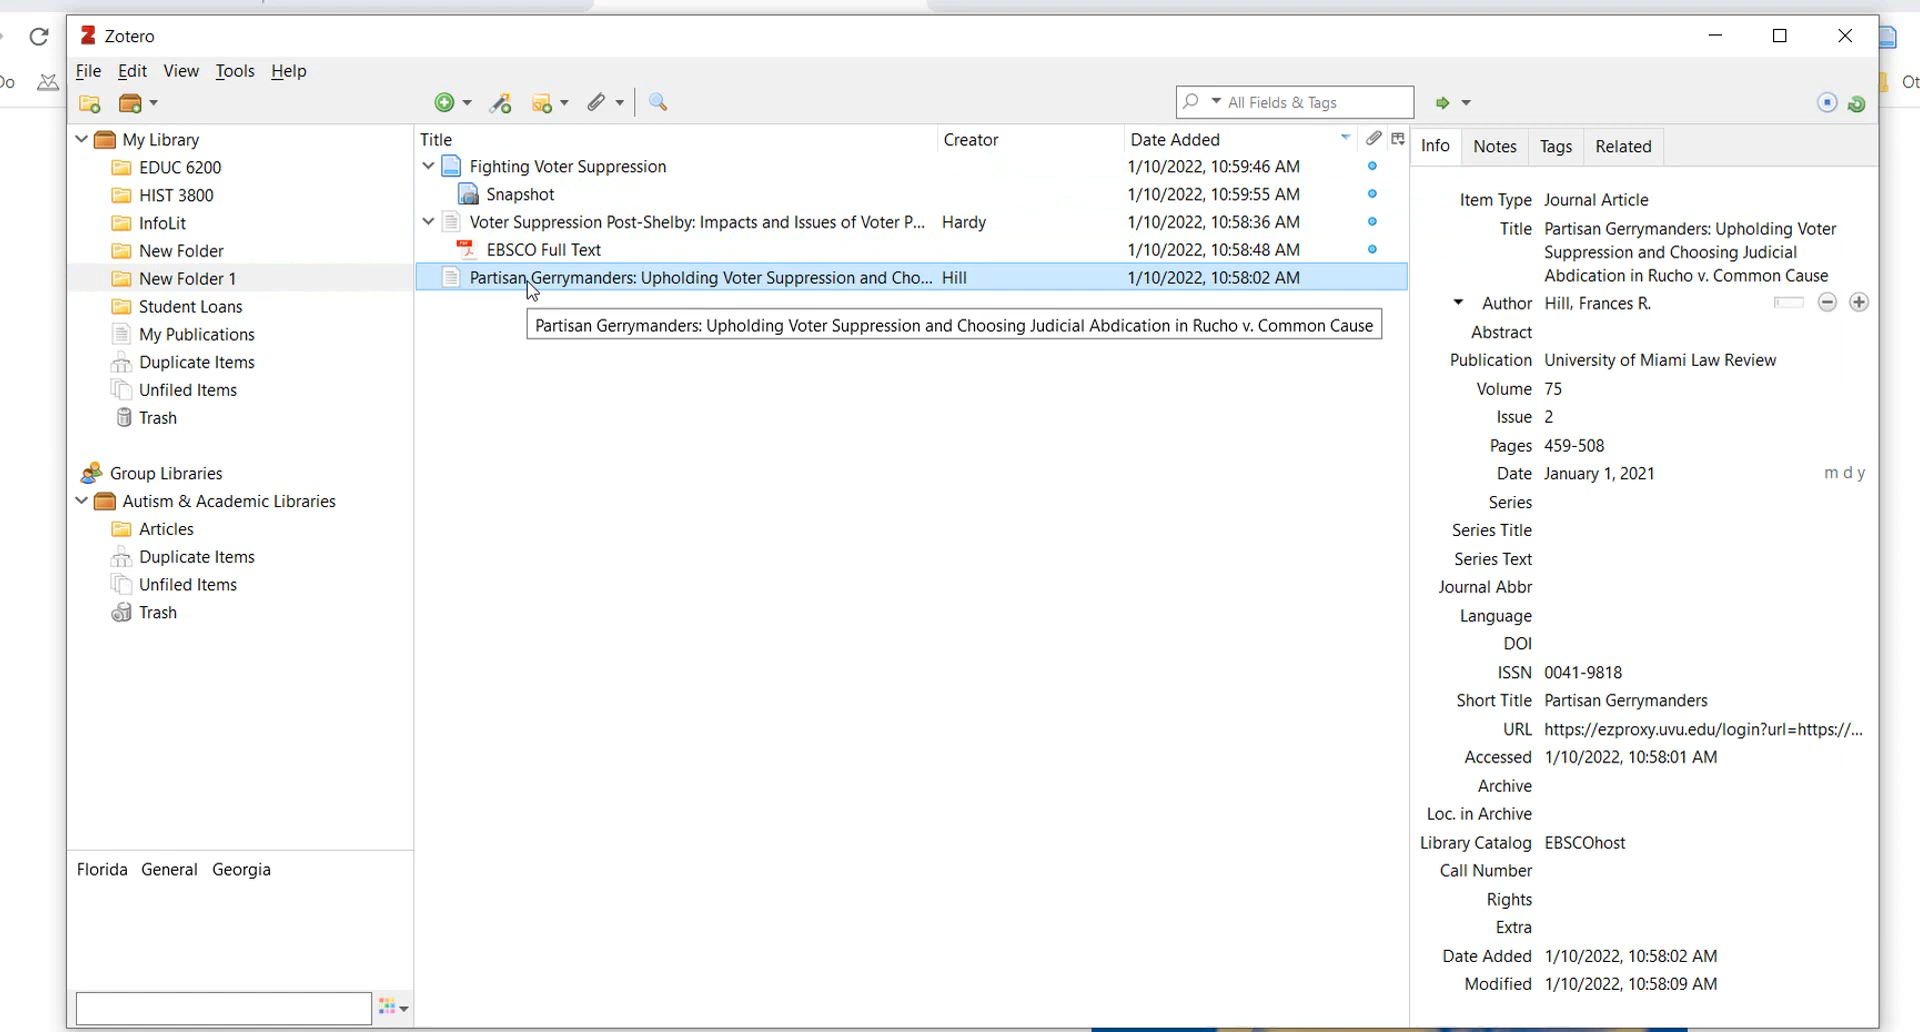 Zotero
File Edit View Tools Help
All Fields & Tags
My Library
EDUC 6200
HIST 3800
InfoLit
New Folder
New Folder 1
Student Loans
My Publications
Duplicate Items
Unfiled Items
Trash
Group Libraries
Autism & Academic Libraries
Articles
Duplicate Items
Unfiled Items
Trash
Florida General Georgia
Title Creator Date Added
Fighting Voter Suppression 1/10/2022, 10:59:46 AM
Snapshot 1/10/2022, 10:59:55 AM
Voter Suppression Post-Shelby: Impacts and Issues of Voter P... Hardy 1/10/2022, 10:58:36 AM
EBSCO Full Text 1/10/2022, 10:58:48 AM
Partisan Gerrymanders: Upholding Voter Suppression and Cho... Hill 1/10/2022, 10:58:02 AM
Partisan Gerrymanders: Upholding Voter Suppression and Choosing Judicial Abdication in Rucho v. Common Cause
Info Notes Tags Related
Item Type Journal Article
Title Partisan Gerrymanders: Upholding Voter
Suppression and Choosing Judicial
Abdication in Rucho v. Common Cause
Author Hill, Frances R.
Abstract
Publication University of Miami Law Review
Volume 75
Issue 2
Pages 459-508
Date January 1, 2021 m d y
Series
Series Title
Series Text
Journal Abbr
Language
DOI
ISSN 0041-9818
Short Title Partisan Gerrymanders
URL https://ezproxy.uvu.edu/login?url=https://...
Accessed 1/10/2022, 10:58:01 AM
Archive
Loc. in Archive
Library Catalog EBSCOhost
Call Number
Rights
Extra
Date Added 1/10/2022, 10:58:02 AM
Modified 1/10/2022, 10:58:09 AM